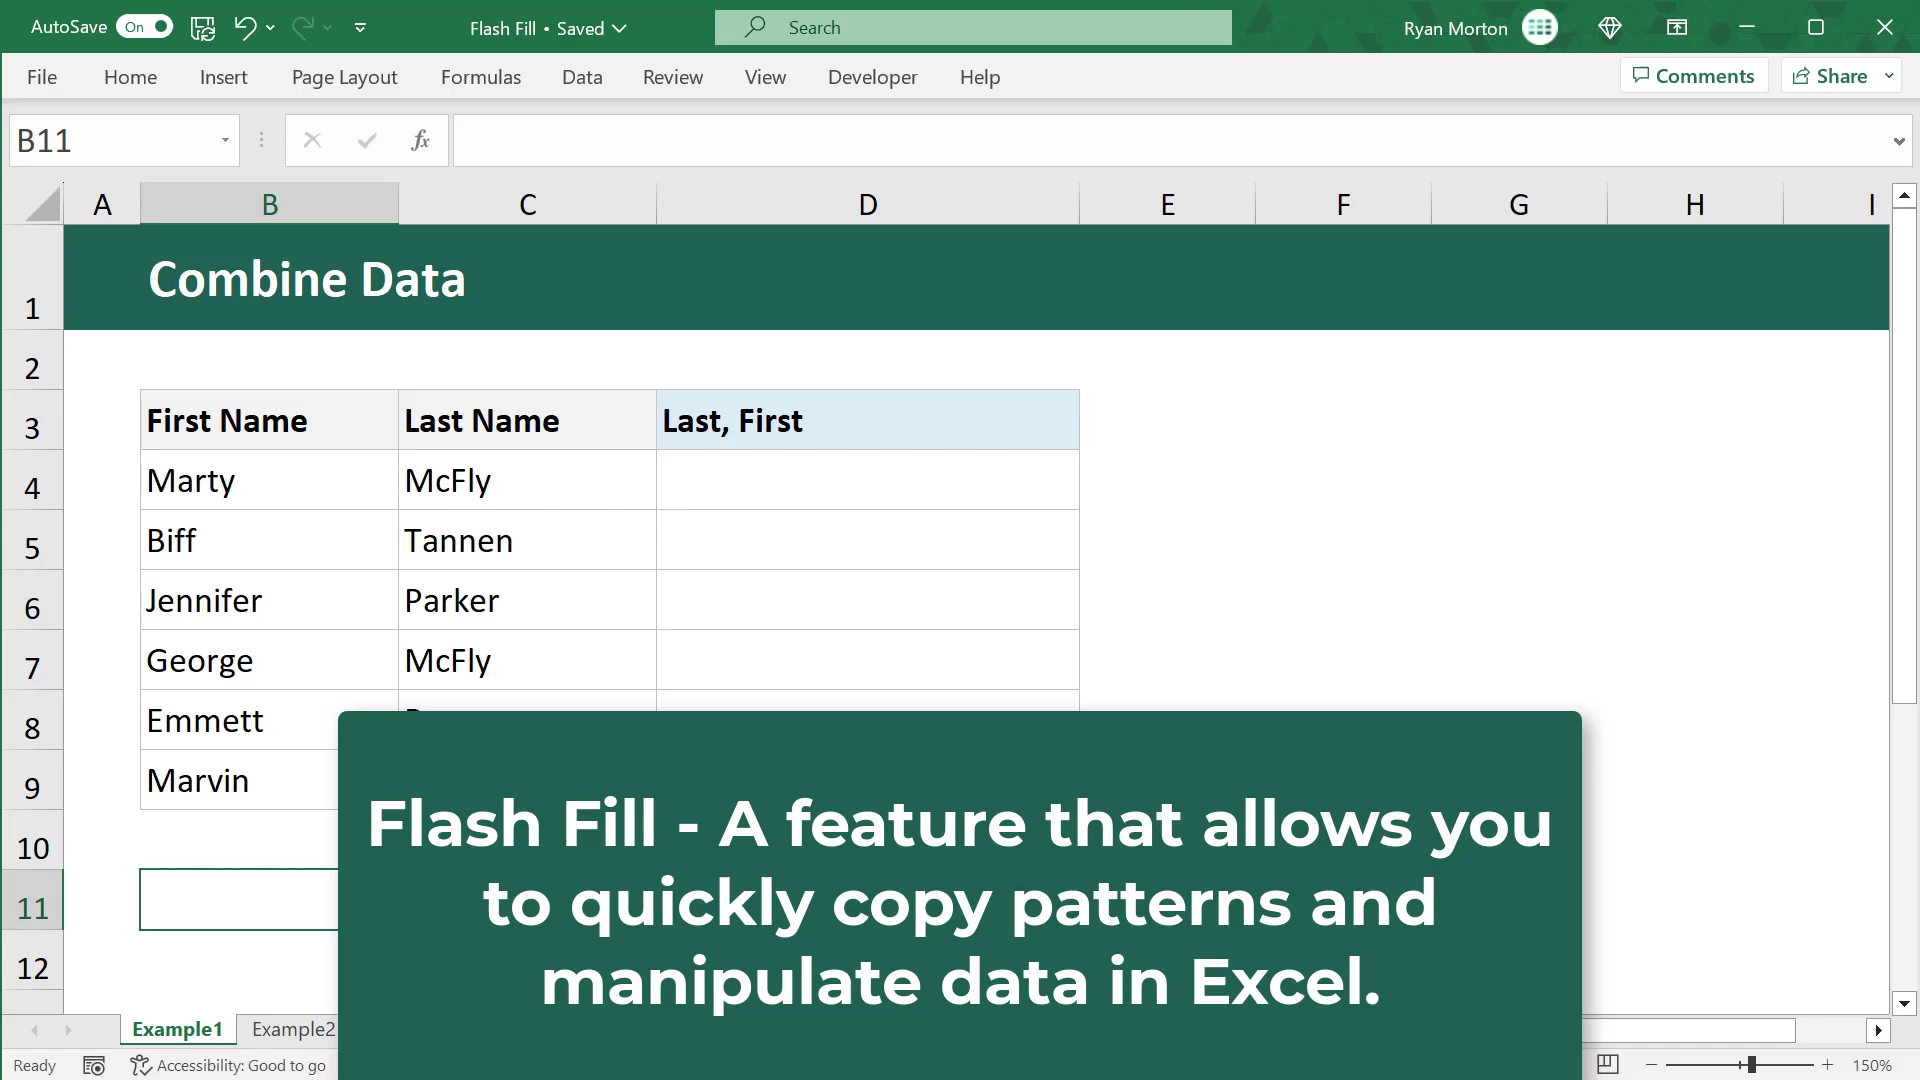 AutoSave On Flash Fill • Saved Search Ryan Morton
File Home Insert Page Layout Formulas Data Review View Developer Help Comments Share
B11 fx
A B C D E F G H I
1 Combine Data
2
3 First Name Last Name Last, First
4 Marty McFly
5 Biff Tannen
6 Jennifer Parker
7 George McFly
8 Emmett
9 Marvin
10
11
12
Flash Fill - A feature that allows you
to quickly copy patterns and
manipulate data in Excel.
Example1 Example2
Ready Accessibility: Good to go 150%